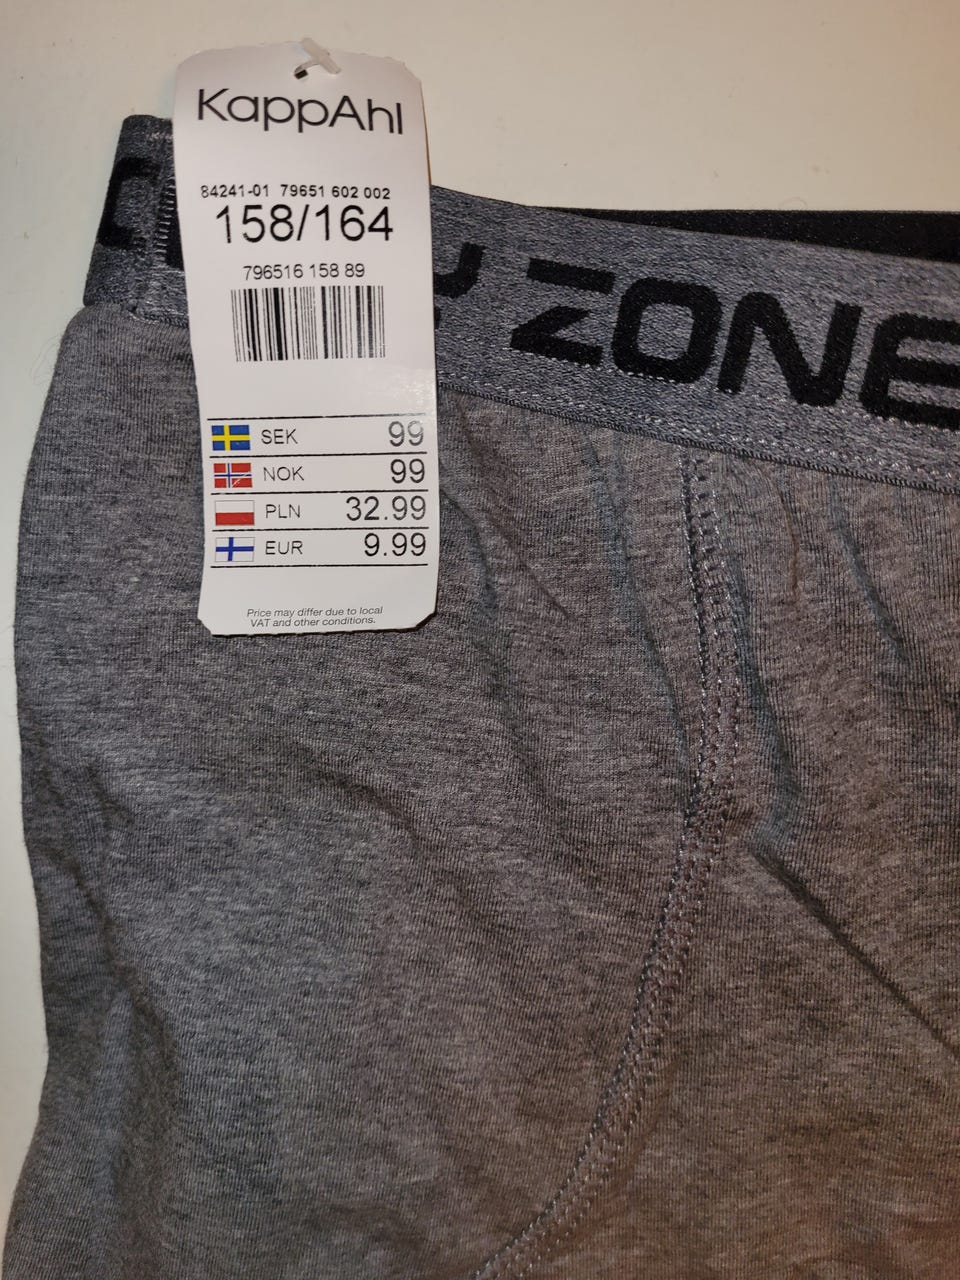 KappAhl
84241-01 79651 602 002
158/164
796516 158 89
SEK 99
NOK 99
PLN 32.99
EUR 9.99
Price may differ due to local
VAT and other conditions.
ZONE